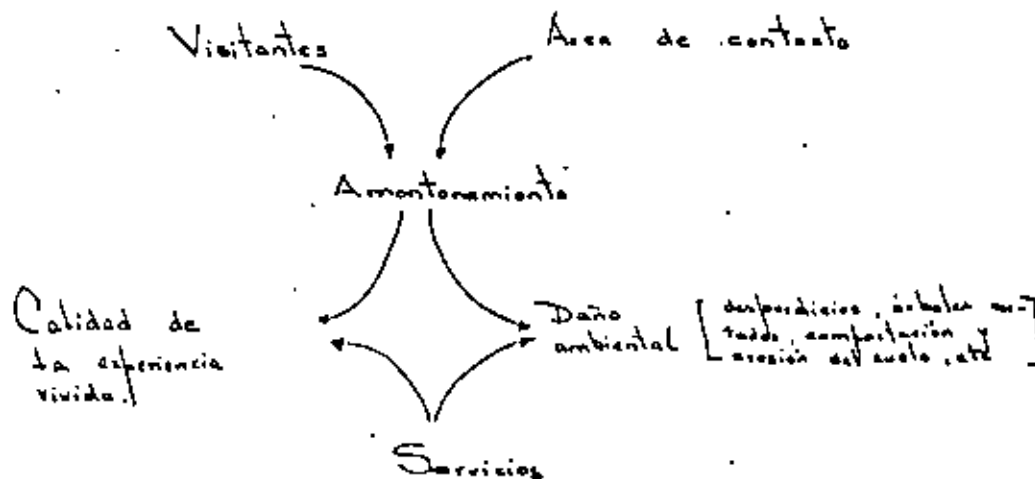 Visitantes
Área de contacto
Amontonamiento
Calidad de
la experiencia
vivida.
Daño
ambiental
[desperdicios, árboles
compactación y
erosión del suelo, etc]
Servicios